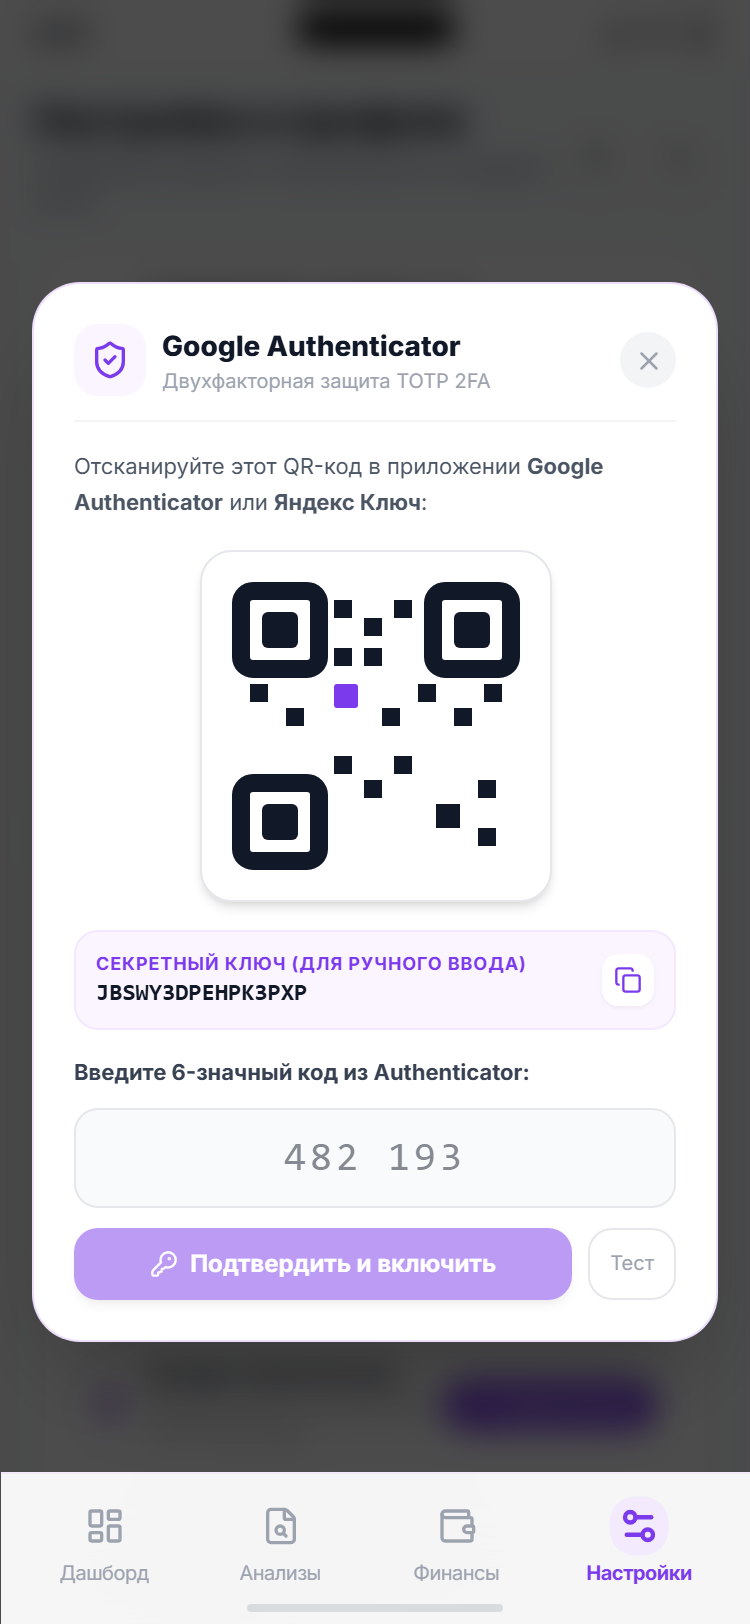 Google Authenticator
Двухфакторная защита TOTP 2FA
Отсканируйте этот QR-код в приложении Google
Authenticator или Яндекс Ключ:
СЕКРЕТНЫЙ КЛЮЧ (ДЛЯ РУЧНОГО ВВОДА)
JBSWY3DPEHPK3PXP
Введите 6-значный код из Authenticator:
482 193
Подтвердить и включить
Тест
Дашборд
Анализы
Финансы
Настройки